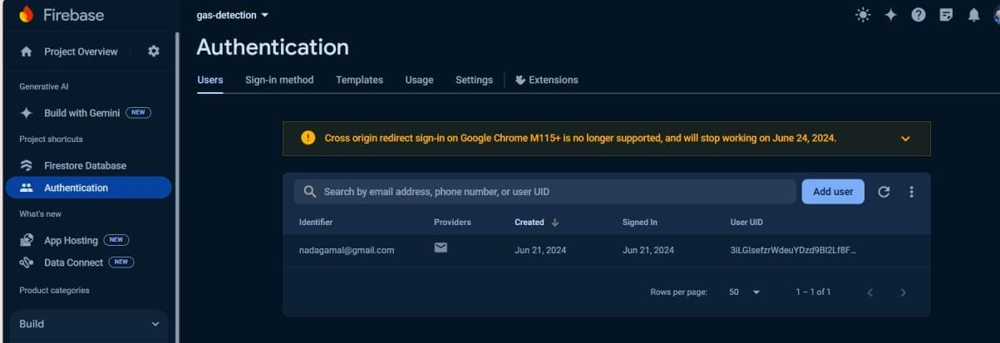 Firebase
Project Overview
Generative AI
Build with Gemini NEW
Project shortcuts
Firestore Database
Authentication
What's new
App Hosting NEW
Data Connect NEW
Product categories
Build
gas-detection
Authentication
Users Sign-in method Templates Usage Settings Extensions
Cross origin redirect sign-in on Google Chrome M115+ is no longer supported, and will stop working on June 24, 2024.
Search by email address, phone number, or user UID Add user
Identifier Providers Created Signed In User UID
nadagamal@gmail.com Jun 21, 2024 Jun 21, 2024
Rows per page: 50 1 – 1 of 1